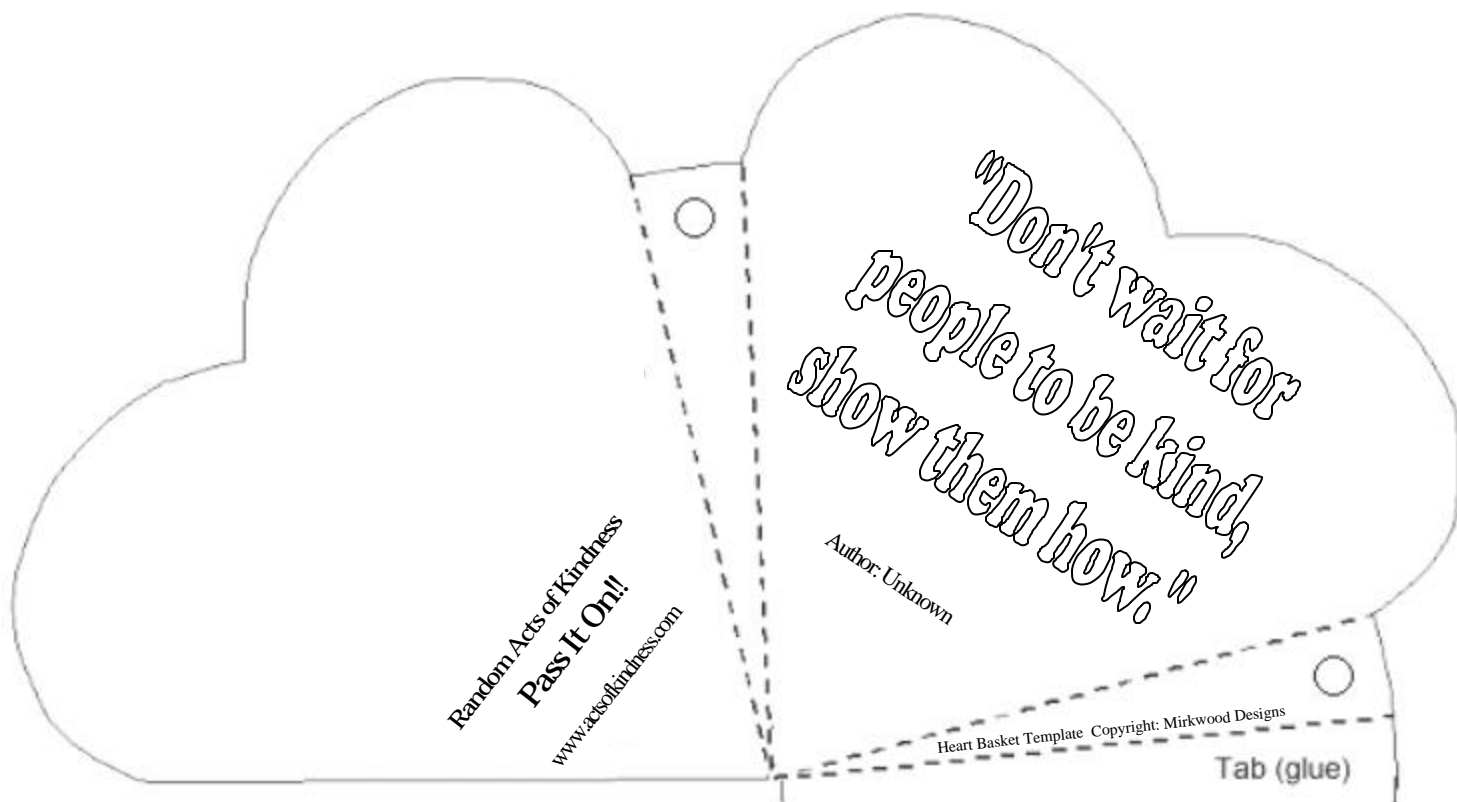 Random Acts of Kindness
Pass It On!!
www.actsofkindness.com
"Don't wait for
people to be kind,
show them how."
Author: Unknown
Heart Basket Template Copyright: Mirkwood Designs
Tab (glue)